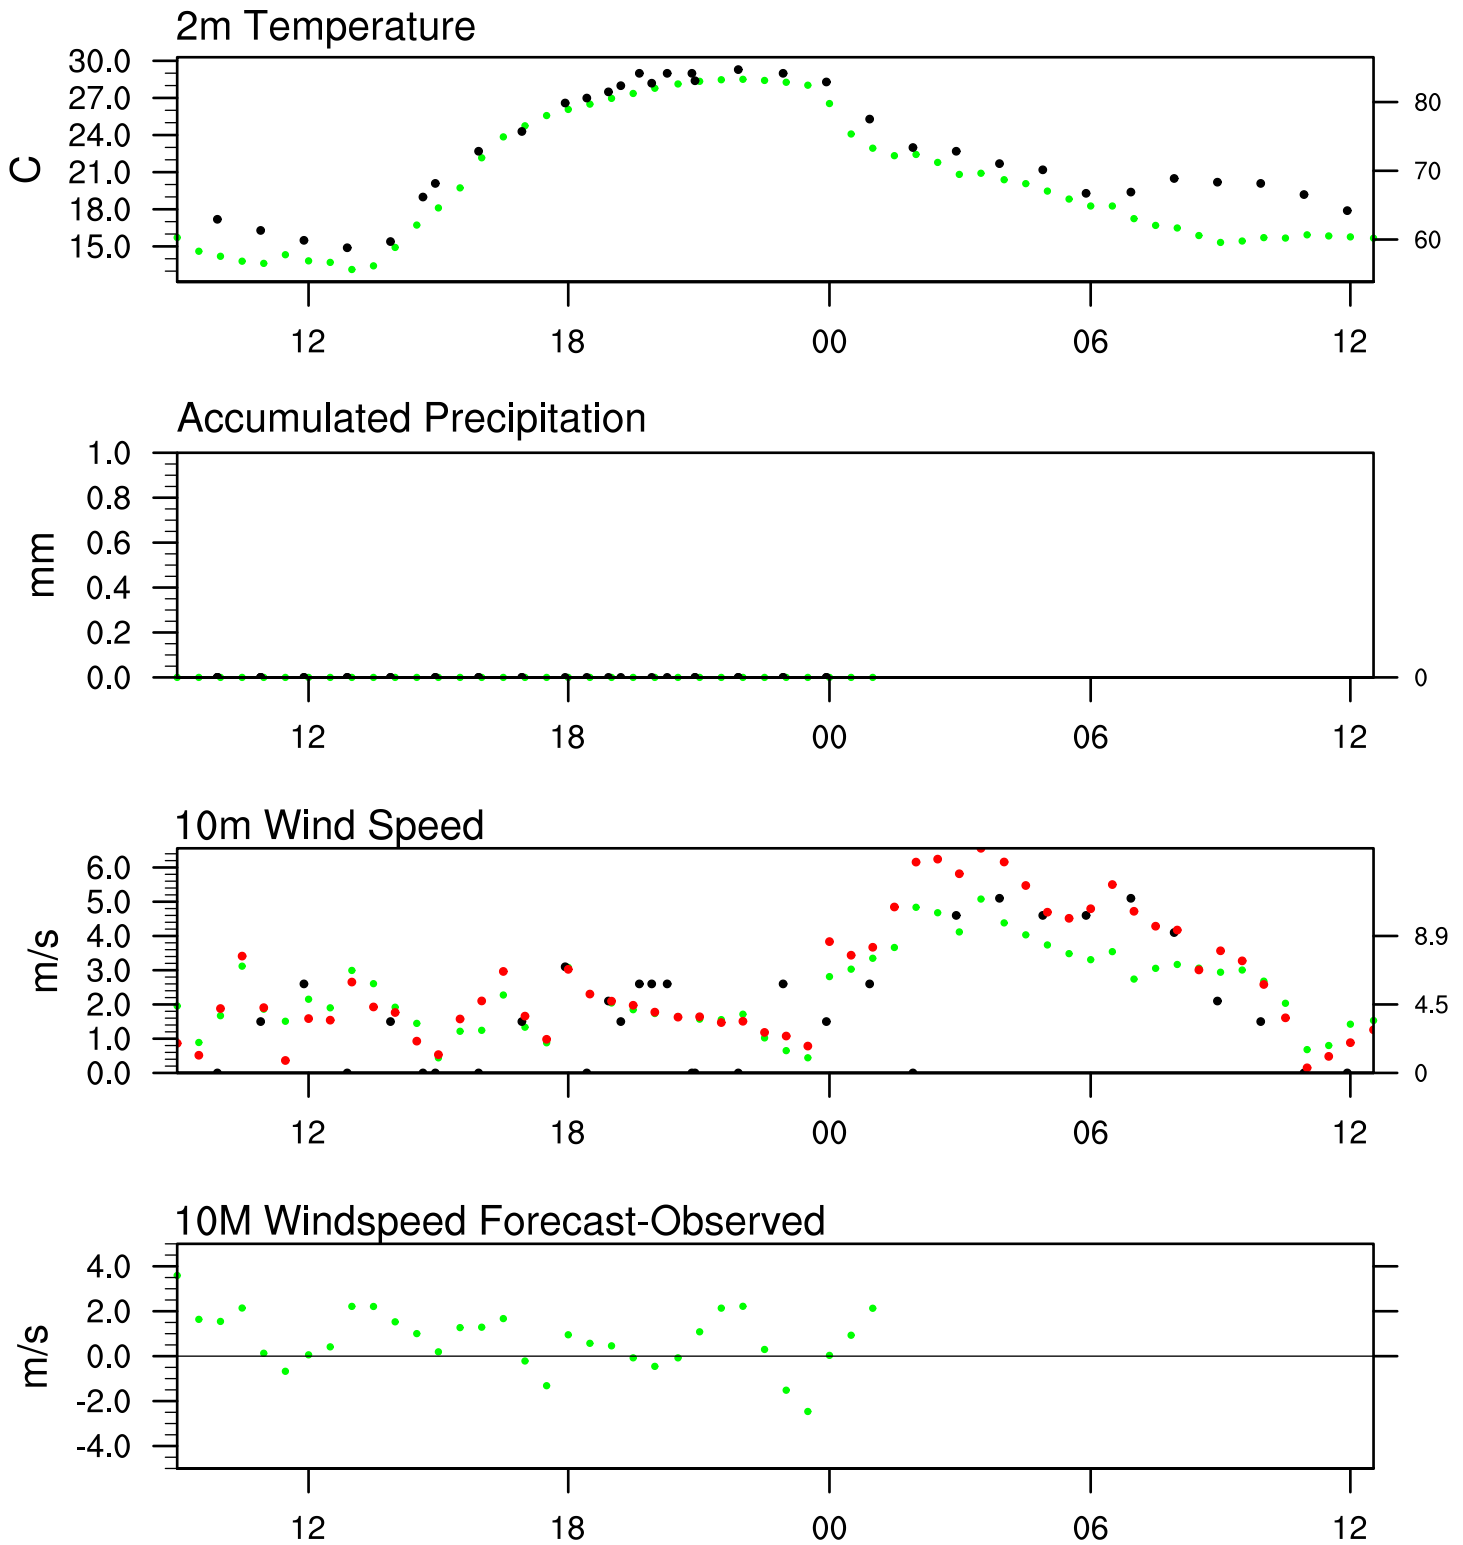 2m Temperature
30.0
27.0
24.0
21.0
18.0
15.0
C
80
70
60
12 18 00 06 12
Accumulated Precipitation
1.0
0.8
0.6
0.4
0.2
0.0
mm
0
12 18 00 06 12
10m Wind Speed
6.0
5.0
4.0
3.0
2.0
1.0
0.0
m/s
8.9
4.5
0
12 18 00 06 12
10M Windspeed Forecast-Observed
4.0
2.0
0.0
-2.0
-4.0
m/s
12 18 00 06 12